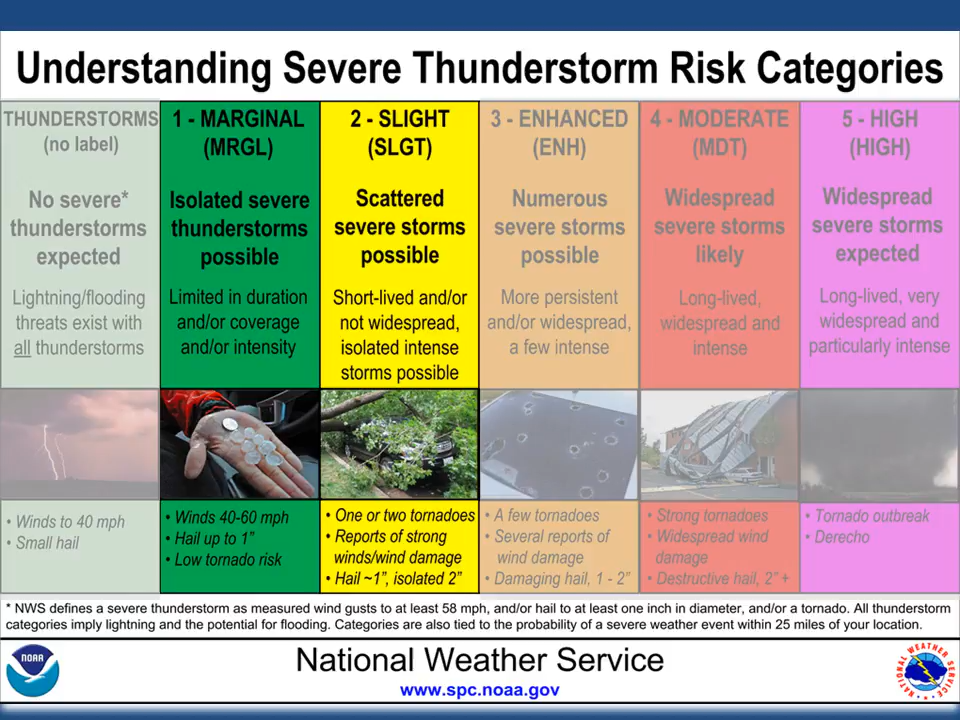 Understanding Severe Thunderstorm Risk Categories
THUNDERSTORMS
(no label)
No severe*
thunderstorms
expected
Lightning/flooding
threats exist with
all thunderstorms
• Winds to 40 mph
• Small hail
1 - MARGINAL
(MRGL)
Isolated severe
thunderstorms
possible
Limited in duration
and/or coverage
and/or intensity
• Winds 40-60 mph
• Hail up to 1”
• Low tornado risk
2 - SLIGHT
(SLGT)
Scattered
severe storms
possible
Short-lived and/or
not widespread,
isolated intense
storms possible
• One or two tornadoes
• Reports of strong
winds/wind damage
• Hail ~1”, isolated 2”
3 - ENHANCED
(ENH)
Numerous
severe storms
possible
More persistent
and/or widespread,
a few intense
• A few tornadoes
• Several reports of
wind damage
• Damaging hail, 1 - 2”
4 - MODERATE
(MDT)
Widespread
severe storms
likely
Long-lived,
widespread and
intense
• Strong tornadoes
• Widespread wind
damage
• Destructive hail, 2” +
5 - HIGH
(HIGH)
Widespread
severe storms
expected
Long-lived, very
widespread and
particularly intense
• Tornado outbreak
• Derecho
* NWS defines a severe thunderstorm as measured wind gusts to at least 58 mph, and/or hail to at least one inch in diameter, and/or a tornado. All thunderstorm
categories imply lightning and the potential for flooding. Categories are also tied to the probability of a severe weather event within 25 miles of your location.
NOAA
National Weather Service
www.spc.noaa.gov
NATIONAL WEATHER SERVICE